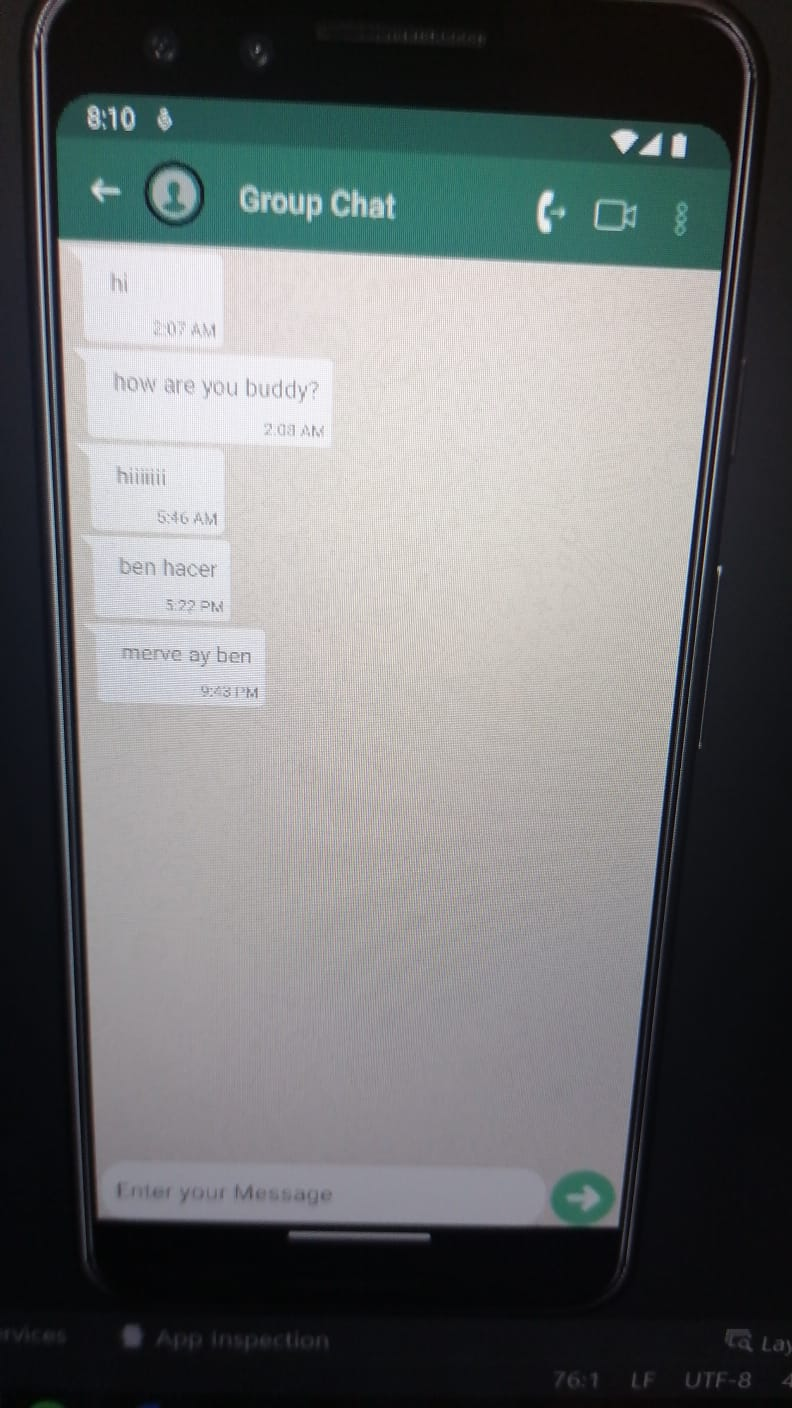 8:10
Group Chat
hi
2:07 AM
how are you buddy?
2:08 AM
hiiiiiii
5:46 AM
ben hacer
5:22 PM
merve ay ben
9:43 PM
Enter your Message
App Inspection
76:1 LF UTF-8